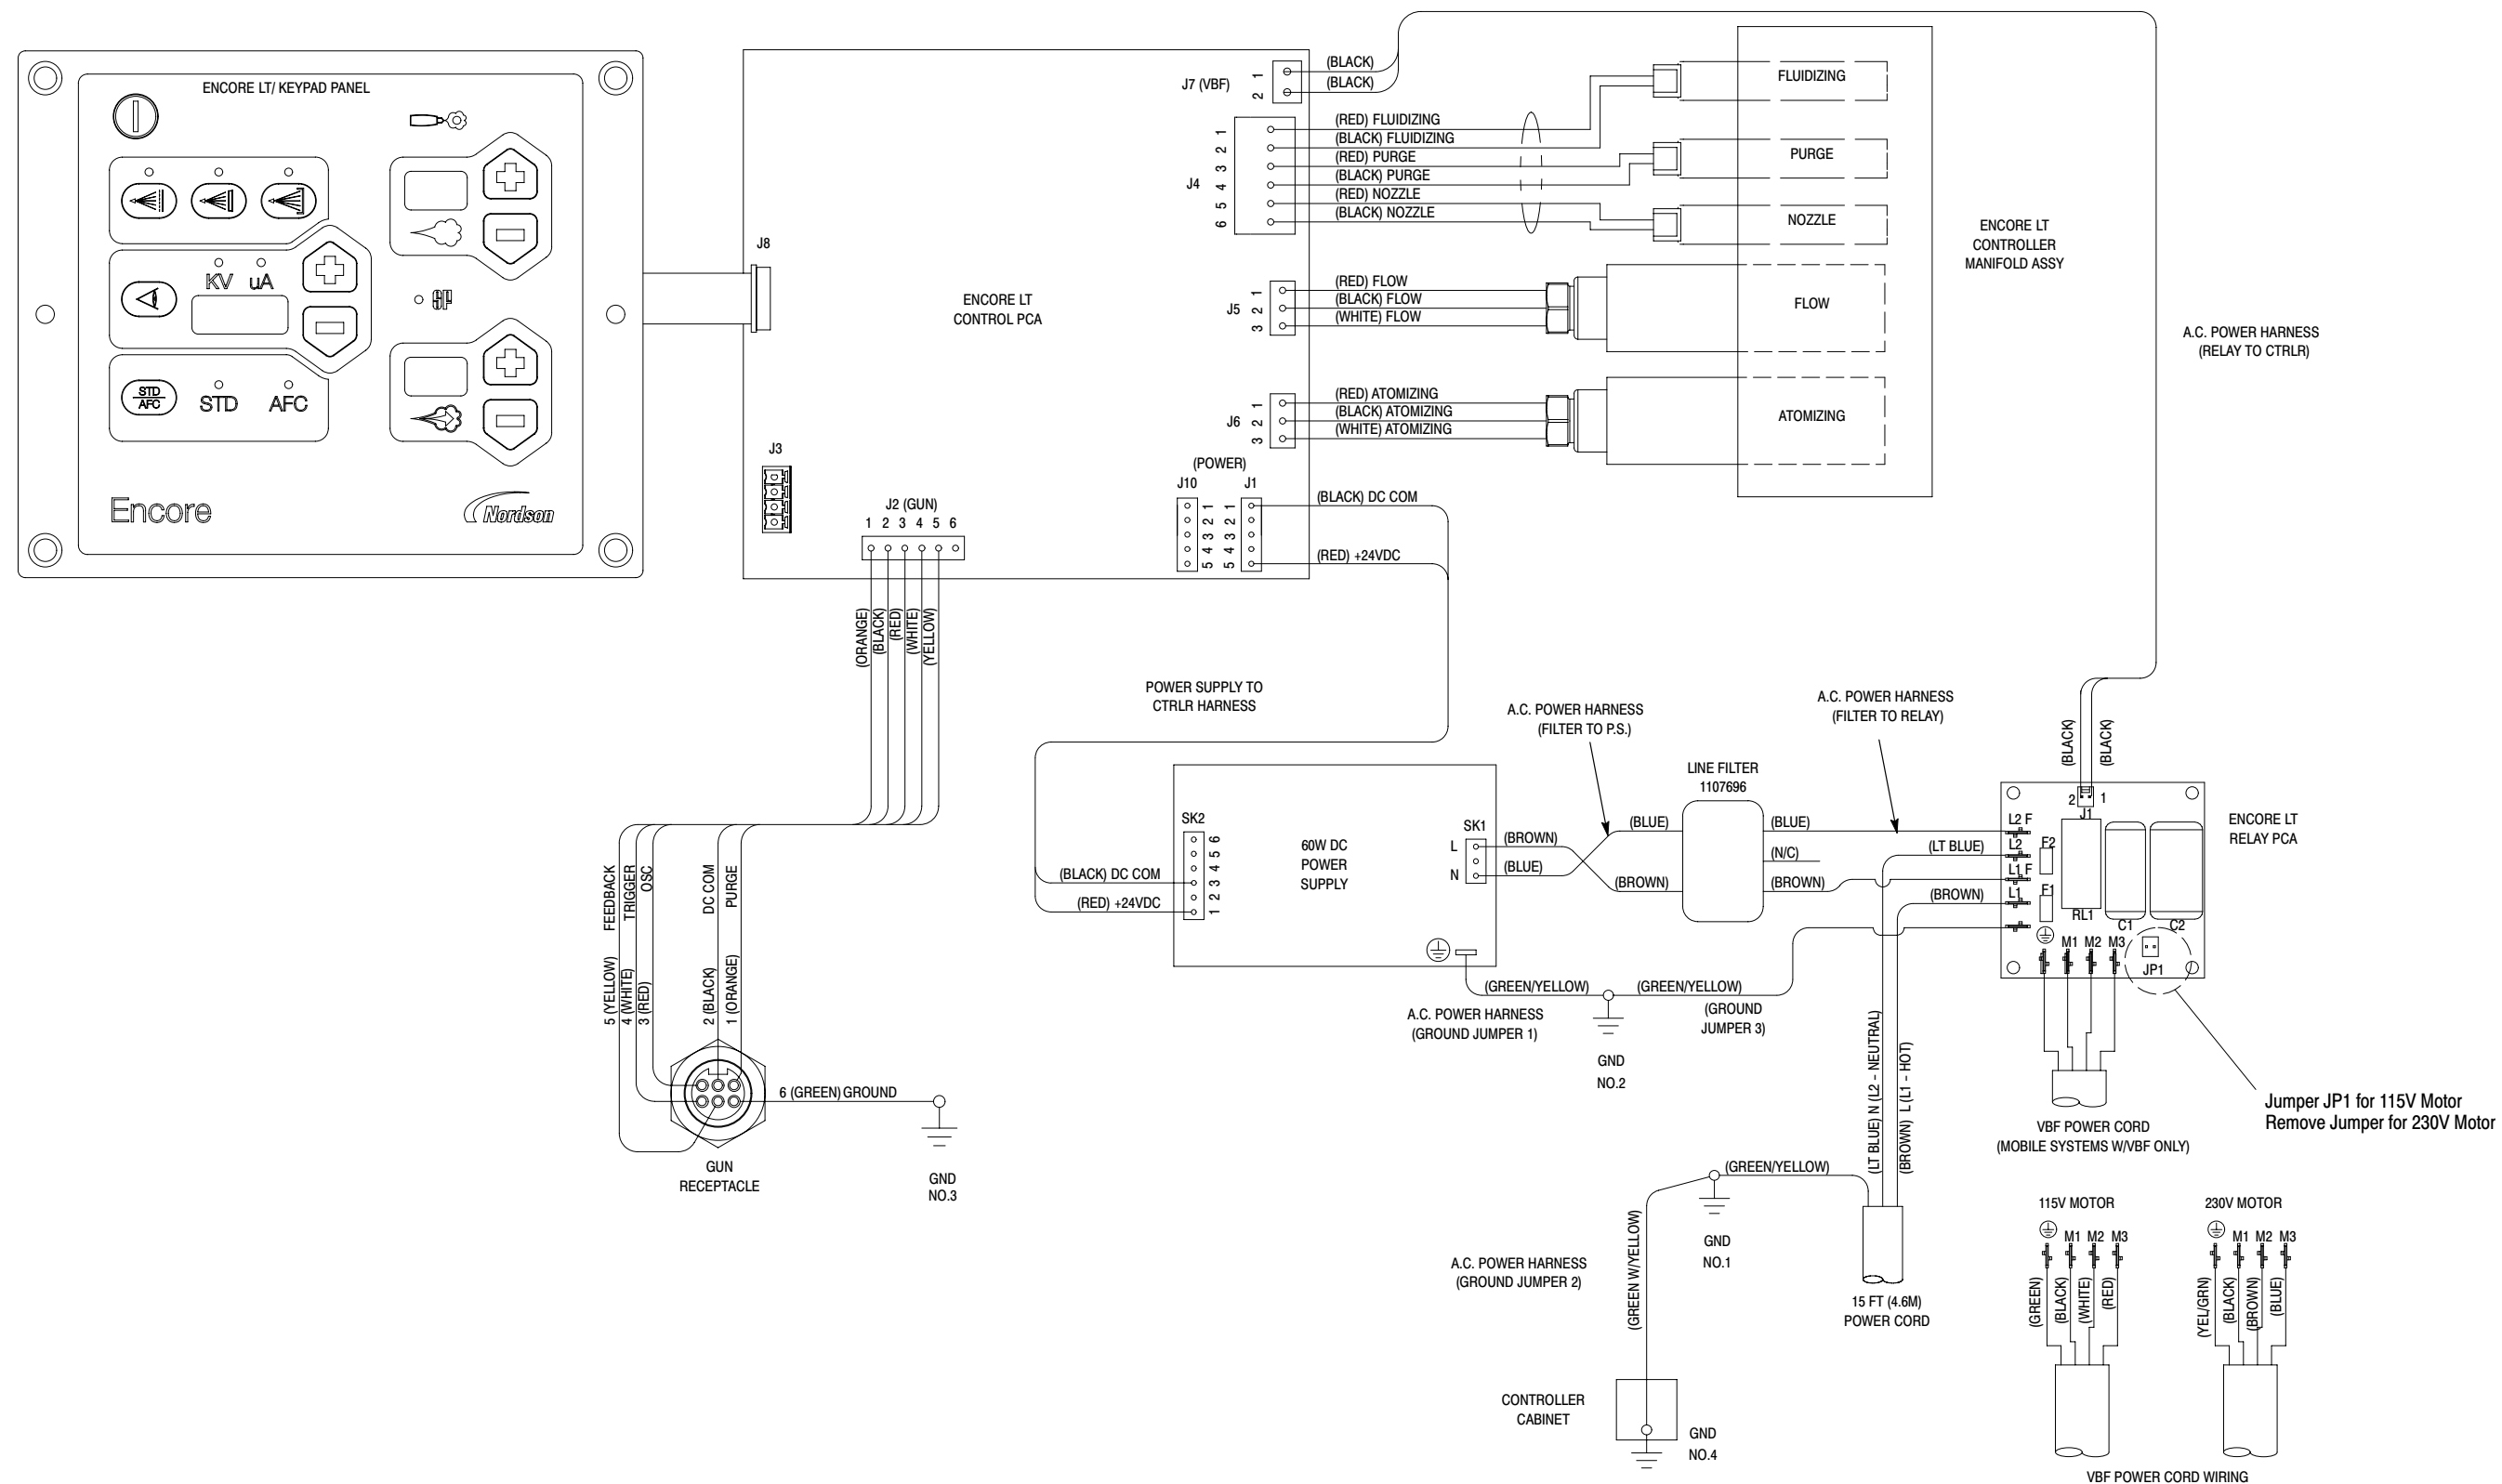 ENCORE LT/ KEYPAD PANEL
KV uA
SF
STD
AFC
STD AFC
Encore
Nordson
J8
J3
ENCORE LT
CONTROL PCA
J7 (VBF)
1
2
(BLACK)
(BLACK)
J4
1
2
3
4
5
6
(RED) FLUIDIZING
(BLACK) FLUIDIZING
(RED) PURGE
(BLACK) PURGE
(RED) NOZZLE
(BLACK) NOZZLE
J5
1
2
3
(RED) FLOW
(BLACK) FLOW
(WHITE) FLOW
J6
1
2
3
(RED) ATOMIZING
(BLACK) ATOMIZING
(WHITE) ATOMIZING
FLUIDIZING
PURGE
NOZZLE
FLOW
ATOMIZING
ENCORE LT
CONTROLLER
MANIFOLD ASSY
A.C. POWER HARNESS
(RELAY TO CTRLR)
(POWER)
J10
J1
1
2
3
4
5
1
2
3
4
5
(BLACK) DC COM
(RED) +24VDC
J2 (GUN)
1 2 3 4 5 6
(ORANGE)
(BLACK)
(RED)
(WHITE)
(YELLOW)
POWER SUPPLY TO
CTRLR HARNESS
5 (YELLOW) FEEDBACK
4 (WHITE) TRIGGER
3 (RED) OSC
2 (BLACK) DC COM
1 (ORANGE) PURGE
6 (GREEN) GROUND
GUN
RECEPTACLE
GND
NO.3
SK2
6
5
4
3
2
1
(BLACK) DC COM
(RED) +24VDC
60W DC
POWER
SUPPLY
SK1
L
N
(BROWN)
(BLUE)
A.C. POWER HARNESS
(FILTER TO P.S.)
(BLUE)
(BROWN)
LINE FILTER
1107696
(BLUE)
(N/C)
(BROWN)
A.C. POWER HARNESS
(FILTER TO RELAY)
(LT BLUE)
(BROWN)
(BLACK)
(BLACK)
2 1
J1
L2 F
L2
L1 F
L1
F2
F1
RL1
C1
C2
M1 M2 M3
JP1
ENCORE LT
RELAY PCA
(GREEN/YELLOW)
(GREEN/YELLOW)
A.C. POWER HARNESS
(GROUND JUMPER 1)
(GROUND
JUMPER 3)
GND
NO.2
(LT BLUE) N (L2 – NEUTRAL)
(BROWN) L (L1 – HOT)
Jumper JP1 for 115V Motor
Remove Jumper for 230V Motor
VBF POWER CORD
(MOBILE SYSTEMS W/VBF ONLY)
(GREEN/YELLOW)
GND
NO.1
(GREEN W/YELLOW)
A.C. POWER HARNESS
(GROUND JUMPER 2)
15 FT (4.6M)
POWER CORD
CONTROLLER
CABINET
GND
NO.4
115V MOTOR
M1 M2 M3
(GREEN)
(BLACK)
(WHITE)
(RED)
230V MOTOR
M1 M2 M3
(YEL/GRN)
(BLACK)
(BROWN)
(BLUE)
VBF POWER CORD WIRING